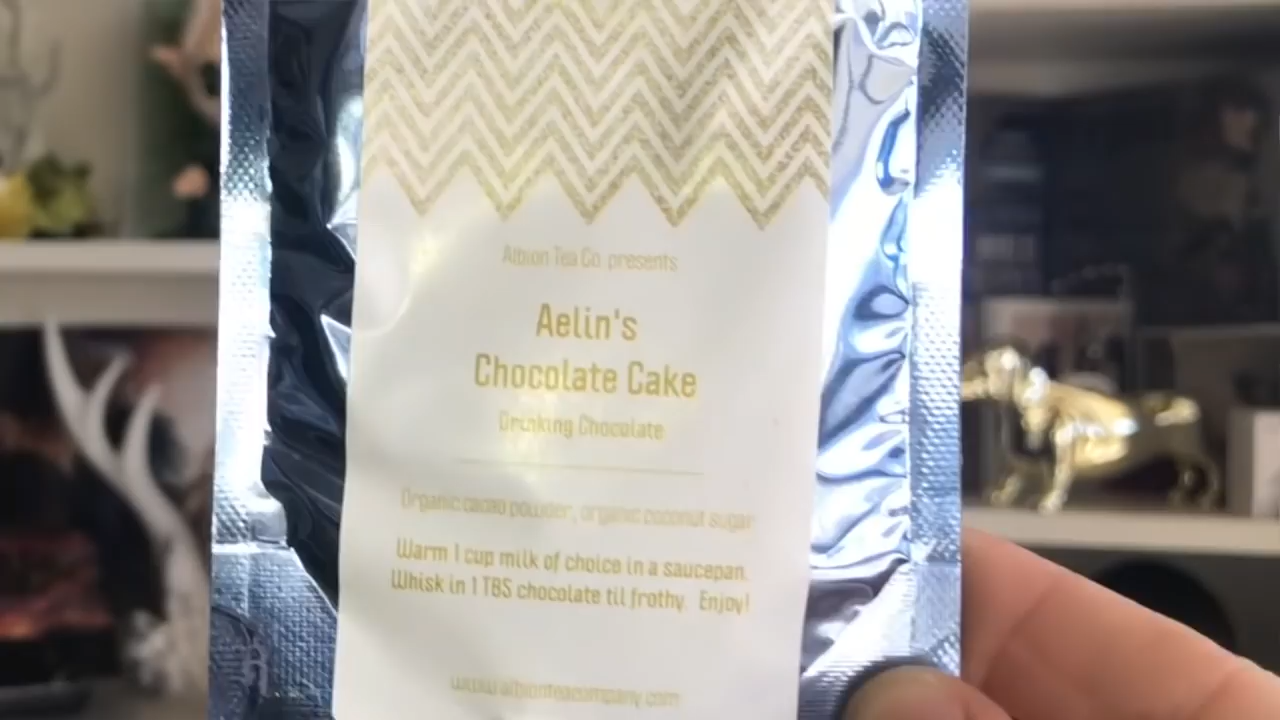 Albion Tea Co. presents
Aelin's
Chocolate Cake
Drinking Chocolate
Organic cacao powder, organic coconut sugar
Warm 1 cup milk of choice in a saucepan.
Whisk in 1 TBS chocolate til frothy. Enjoy!
www.albionteacompany.com